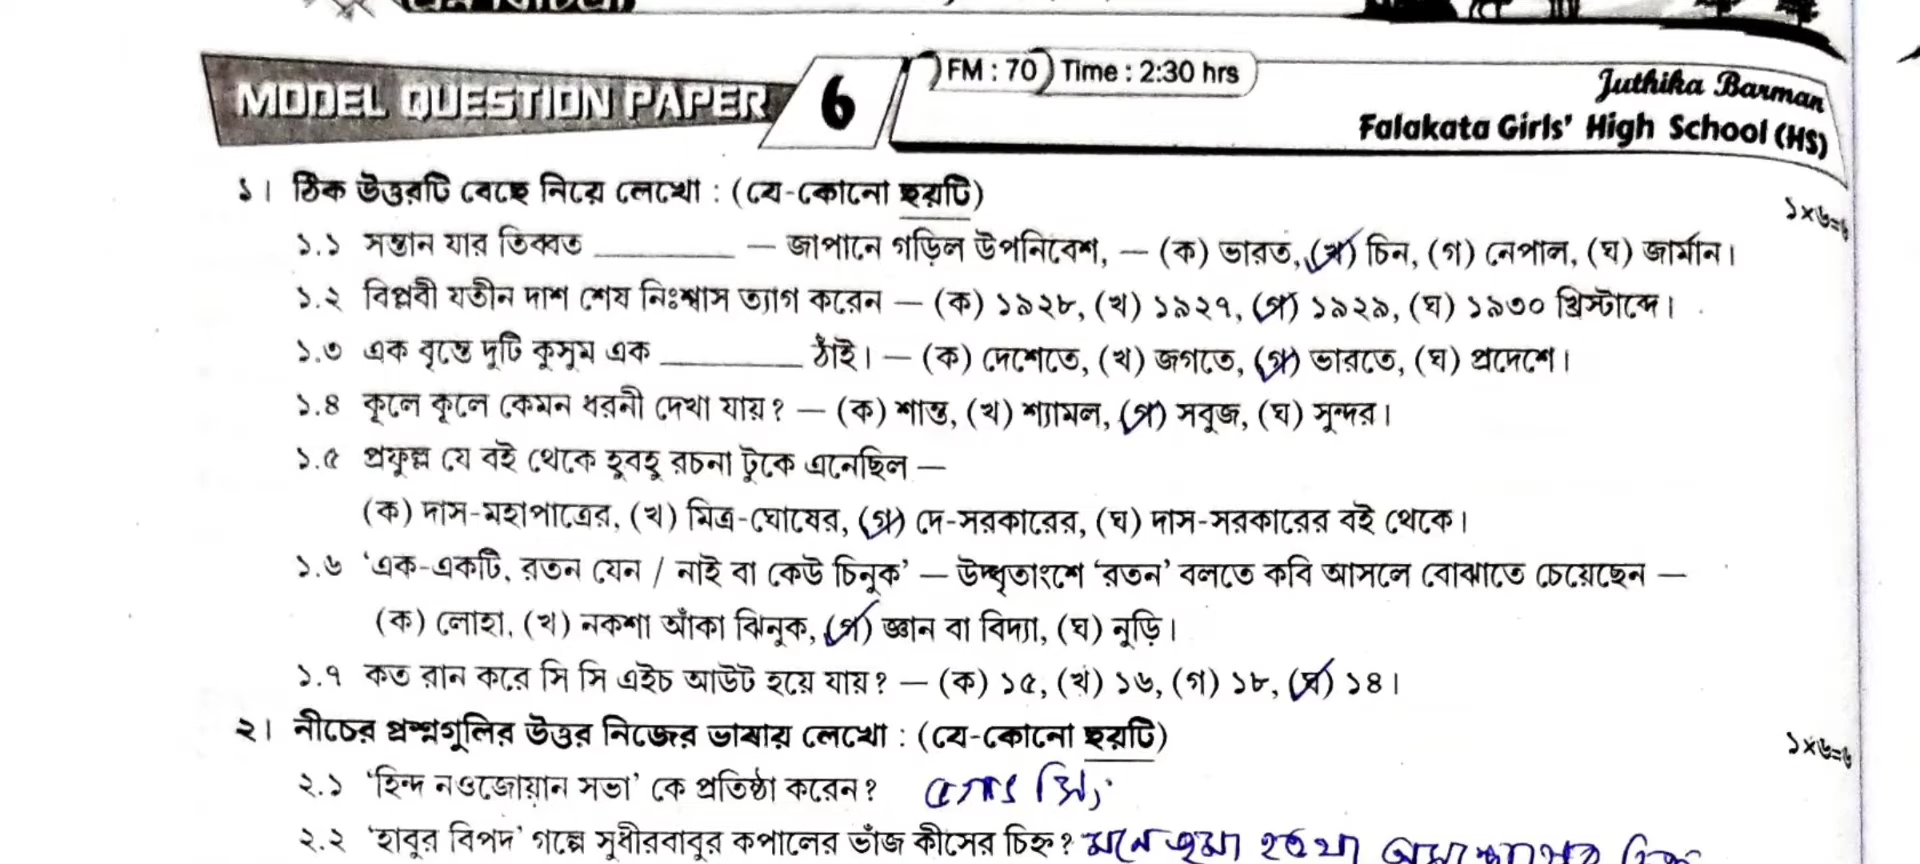 MODEL QUESTION PAPER 6 FM : 70 Time : 2:30 hrs
Juthika Barman
Falakata Girls' High School (HS)
১। ঠিক উত্তরটি বেছে নিয়ে লেখো : (যে-কোনো ছয়টি) ১×৬=৬
১.১ সন্তান যার তিব্বত ________ — জাপানে গড়িল উপনিবেশ, — (ক) ভারত, (খ) চিন, (গ) নেপাল, (ঘ) জার্মান।
১.২ বিপ্লবী যতীন দাশ শেষ নিঃশ্বাস ত্যাগ করেন — (ক) ১৯২৮, (খ) ১৯২৭, (গ) ১৯২৯, (ঘ) ১৯৩০ খ্রিস্টাব্দে।
১.৩ এক বৃন্তে দুটি কুসুম এক ________ ঠাঁই। — (ক) দেশেতে, (খ) জগতে, (গ) ভারতে, (ঘ) প্রদেশে।
১.৪ কূলে কূলে কেমন ধরনী দেখা যায়? — (ক) শান্ত, (খ) শ্যামল, (গ) সবুজ, (ঘ) সুন্দর।
১.৫ প্রফুল্ল যে বই থেকে হুবহু রচনা টুকে এনেছিল —
(ক) দাস-মহাপাত্রের, (খ) মিত্র-ঘোষের, (গ) দে-সরকারের, (ঘ) দাস-সরকারের বই থেকে।
১.৬ ‘এক-একটি, রতন যেন / নাই বা কেউ চিনুক’ — উদ্ধৃতাংশে ‘রতন’ বলতে কবি আসলে বোঝাতে চেয়েছেন —
(ক) লোহা, (খ) নকশা আঁকা ঝিনুক, (গ) জ্ঞান বা বিদ্যা, (ঘ) নুড়ি।
১.৭ কত রান করে সি সি এইচ আউট হয়ে যায়? — (ক) ১৫, (খ) ১৬, (গ) ১৮, (ঘ) ১৪।
২। নীচের প্রশ্নগুলির উত্তর নিজের ভাষায় লেখো : (যে-কোনো ছয়টি) ১×৬=৬
২.১ ‘হিন্দ নওজোয়ান সভা’ কে প্রতিষ্ঠা করেন?
২.২ ‘হাবুর বিপদ’ গল্পে সুধীরবাবুর কপালের ভাঁজ কীসের চিহ্ন?